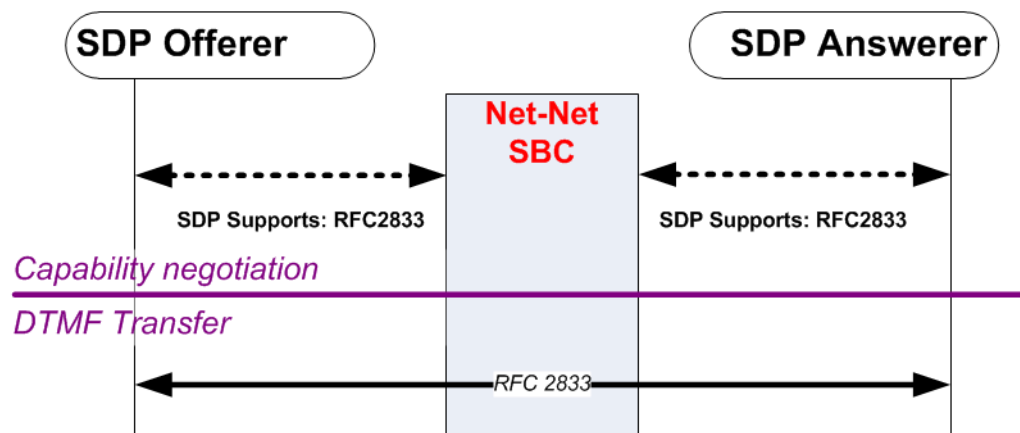 SDP Offerer
SDP Answerer
Net-Net
SBC
SDP Supports: RFC2833
SDP Supports: RFC2833
Capability negotiation
DTMF Transfer
RFC 2833